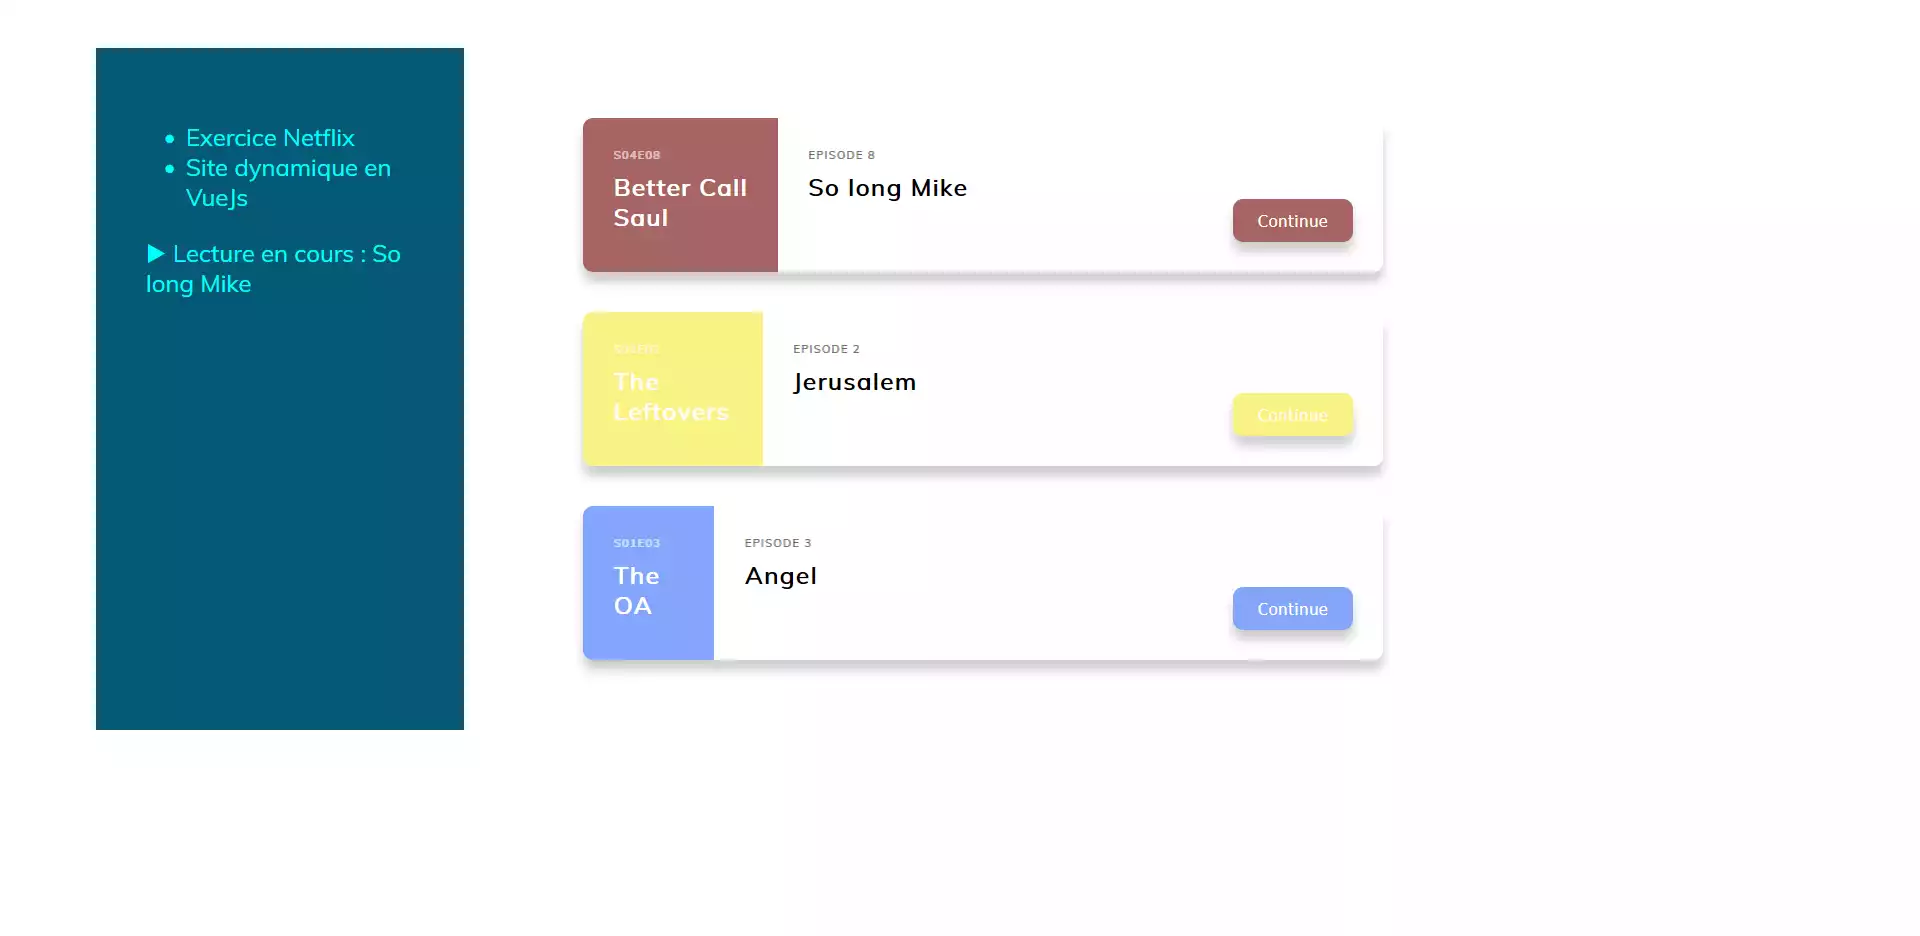 Exercice Netflix
Site dynamique en
VueJs
Lecture en cours : So
long Mike
S04E08
Better Call
Saul
EPISODE 8
So long Mike
Continue
The
Leftovers
EPISODE 2
Jerusalem
Continue
S01E03
The
OA
EPISODE 3
Angel
Continue